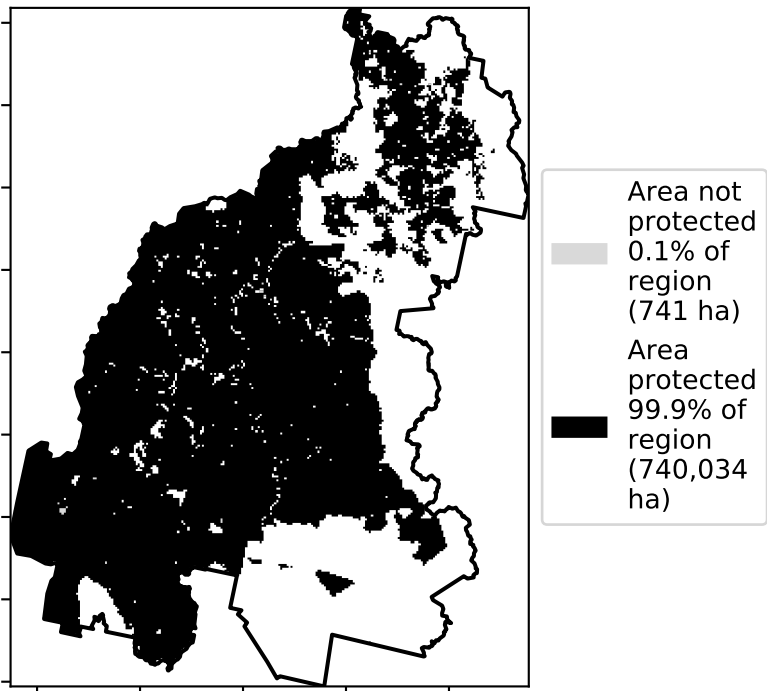 Area not
protected
0.1% of
region
(741 ha)
Area
protected
99.9% of
region
(740,034
ha)